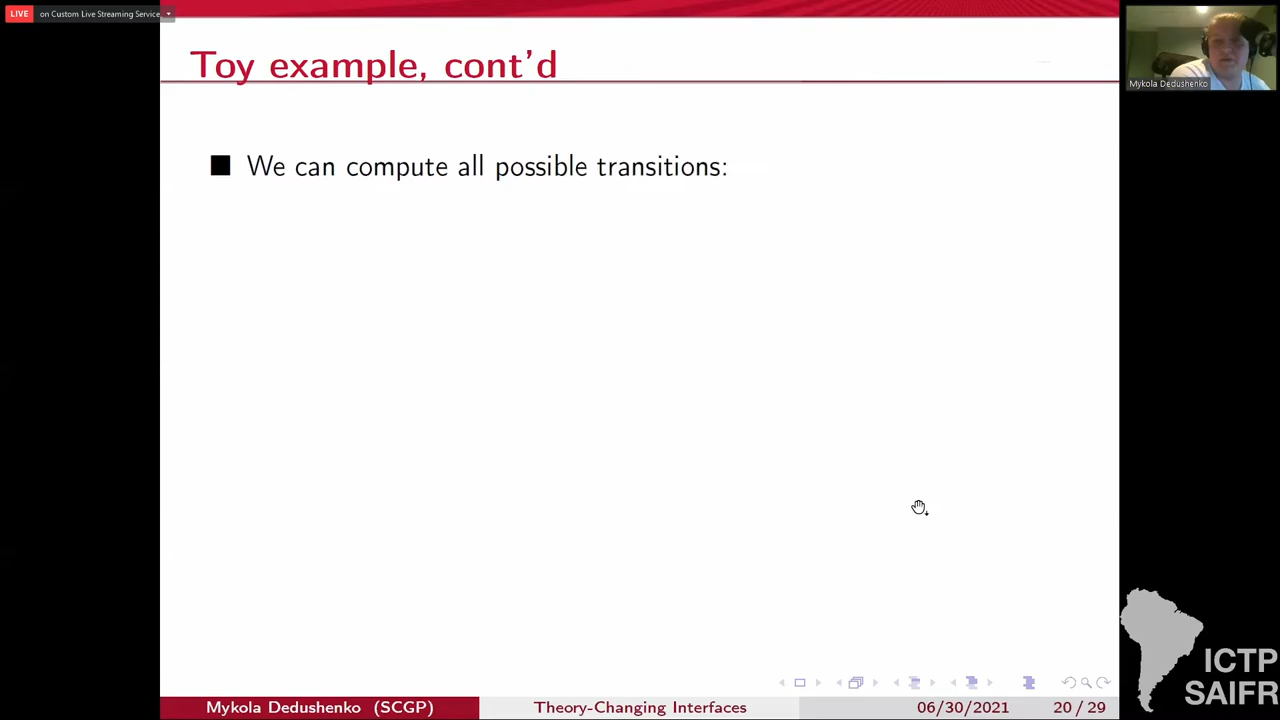 LIVE on Custom Live Streaming Service
Toy example, cont'd
Mykola Dedushenko
We can compute all possible transitions:
ICTP
SAIFR
Mykola Dedushenko (SCGP) Theory-Changing Interfaces 06/30/2021 20 / 29